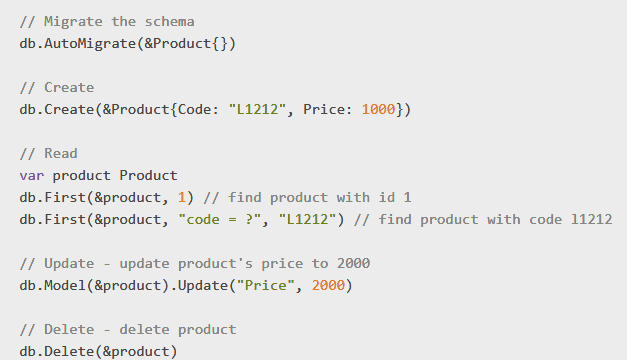 // Migrate the schema
db.AutoMigrate(&Product{})
// Create
db.Create(&Product{Code: "L1212", Price: 1000})
// Read
var product Product
db.First(&product, 1) // find product with id 1
db.First(&product, "code = ?", "L1212") // find product with code l1212
// Update - update product's price to 2000
db.Model(&product).Update("Price", 2000)
// Delete - delete product
db.Delete(&product)